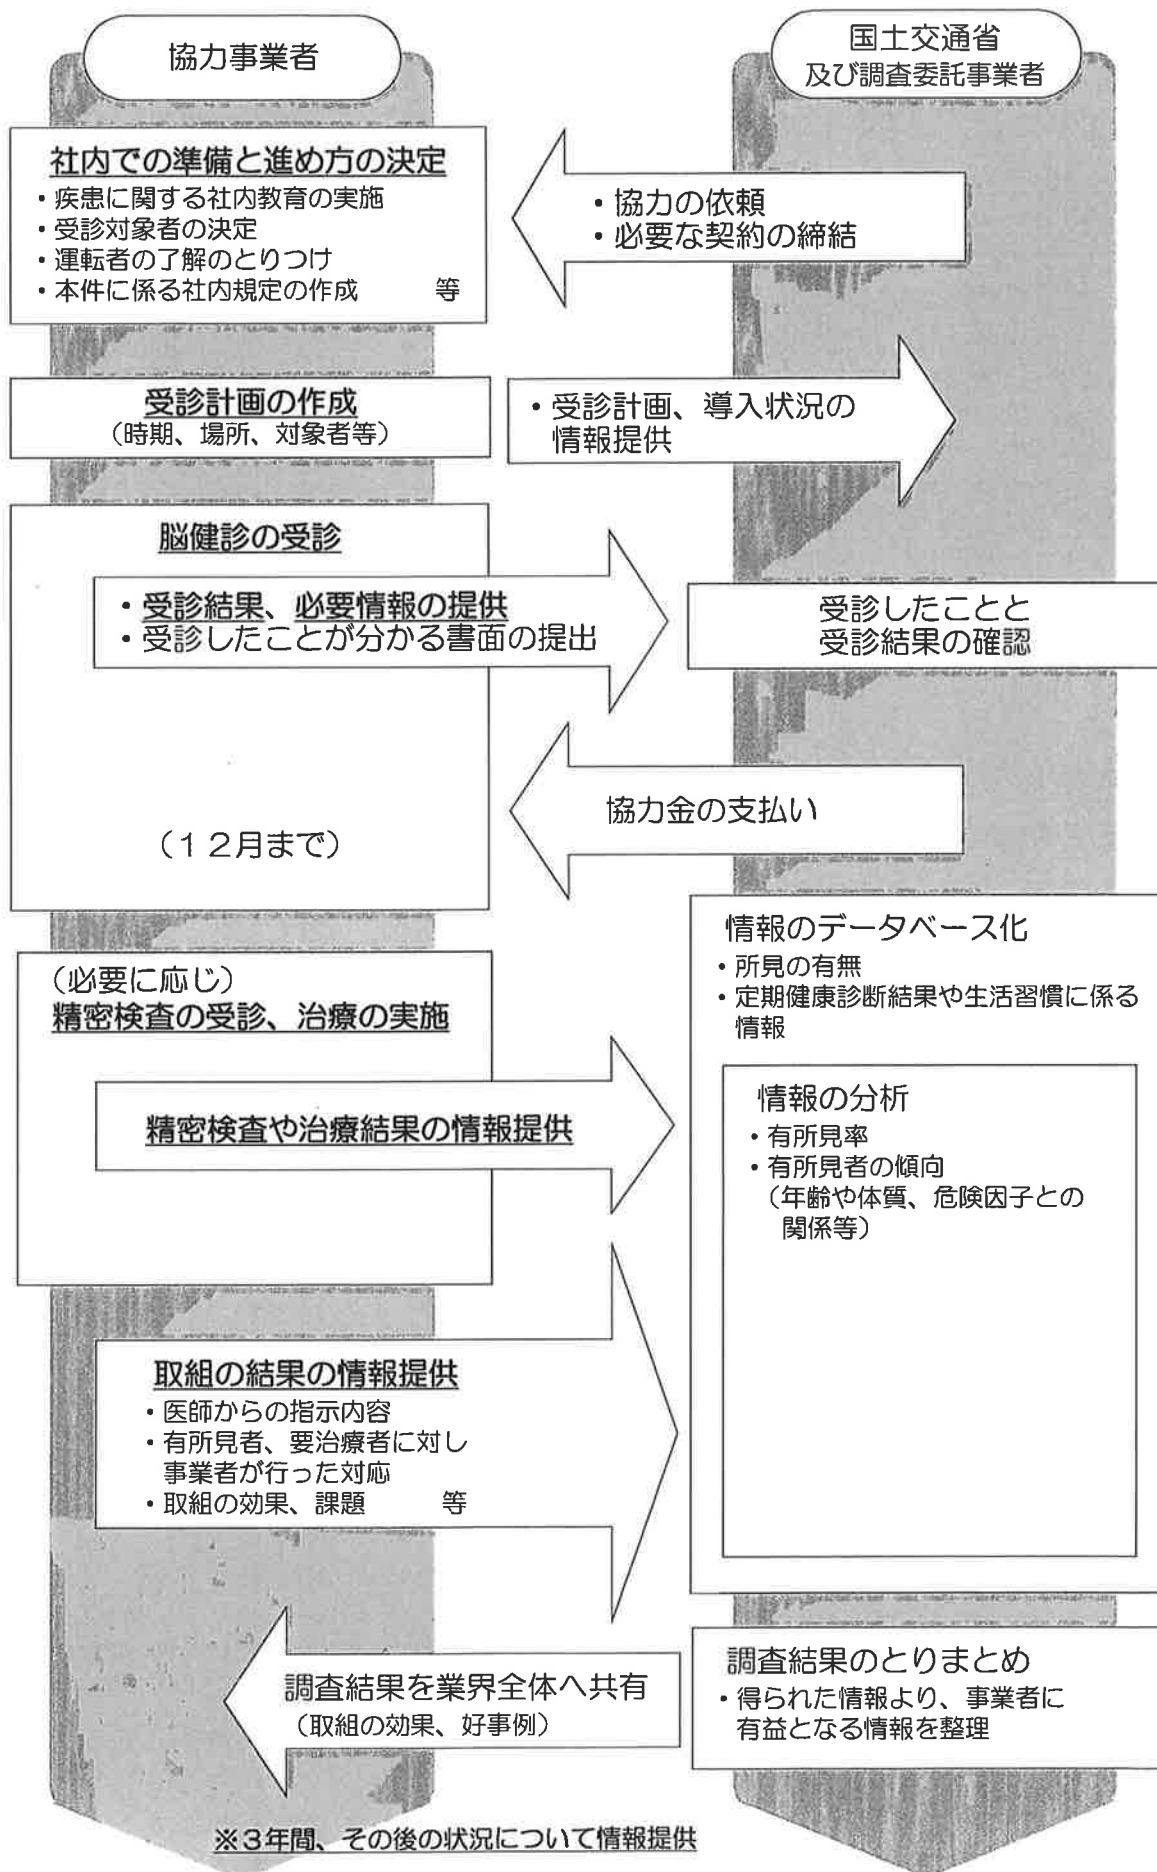 協力事業者
国土交通省
及び調査委託事業者
社内での準備と進め方の決定
・疾患に関する社内教育の実施
・受診対象者の決定
・運転者の了解のとりつけ
・本件に係る社内規定の作成　　　等
・協力の依頼
・必要な契約の締結
受診計画の作成
（時期、場所、対象者等）
・受診計画、導入状況の
情報提供
脳健診の受診
・受診結果、必要情報の提供
・受診したことが分かる書面の提出
受診したことと
受診結果の確認
協力金の支払い
（１２月まで）
情報のデータベース化
・所見の有無
・定期健康診断結果や生活習慣に係る
情報
（必要に応じ）
精密検査の受診、治療の実施
精密検査や治療結果の情報提供
情報の分析
・有所見率
・有所見者の傾向
（年齢や体質、危険因子との
関係等）
取組の結果の情報提供
・医師からの指示内容
・有所見者、要治療者に対し
事業者が行った対応
・取組の効果、課題　　　等
調査結果のとりまとめ
・得られた情報より、事業者に
有益となる情報を整理
調査結果を業界全体へ共有
（取組の効果、好事例）
※３年間、その後の状況について情報提供